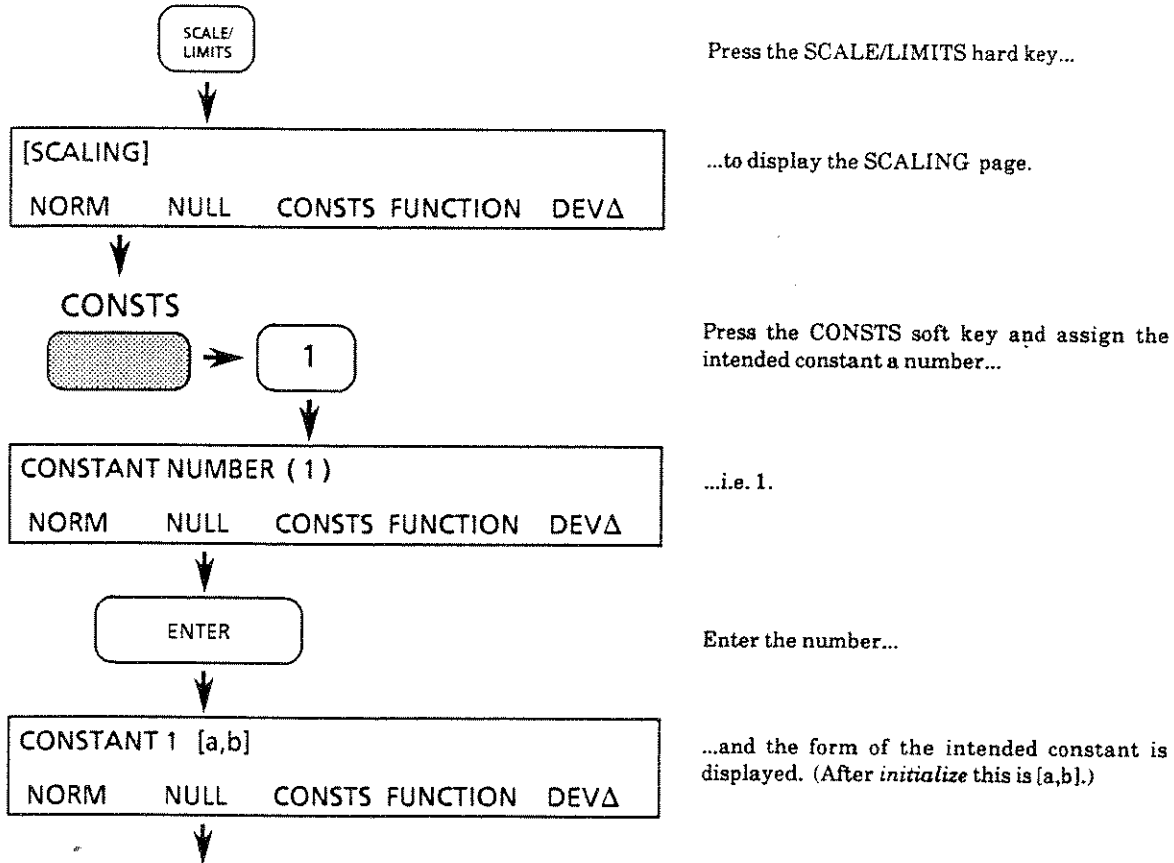 SCALE/
LIMITS
Press the SCALE/LIMITS hard key...
[SCALING]
NORM NULL CONSTS FUNCTION DEVΔ
...to display the SCALING page.
CONSTS
1
Press the CONSTS soft key and assign the
intended constant a number...
CONSTANT NUMBER ( 1 )
NORM NULL CONSTS FUNCTION DEVΔ
...i.e. 1.
ENTER
Enter the number...
CONSTANT 1 [a,b]
NORM NULL CONSTS FUNCTION DEVΔ
...and the form of the intended constant is
displayed. (After initialize this is [a,b].)